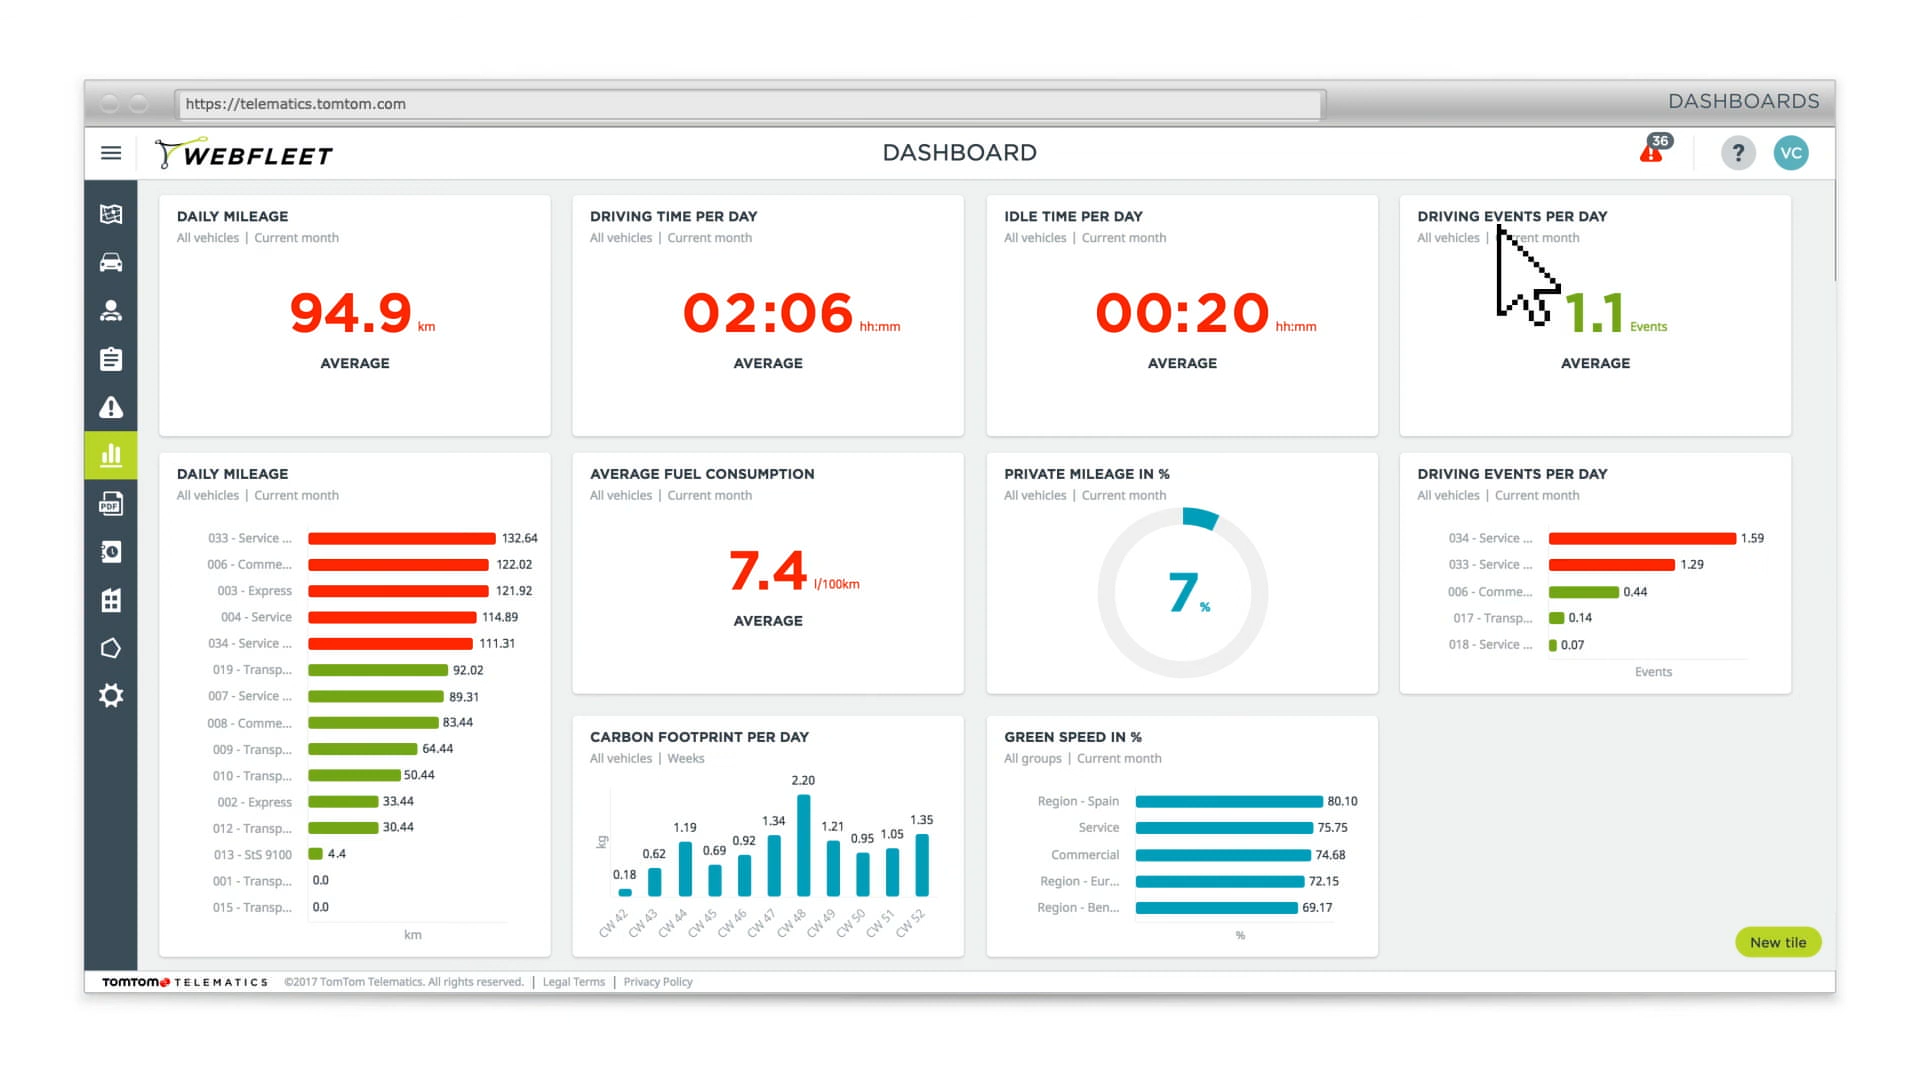 https://telematics.tomtom.com
DASHBOARDS
WEBFLEET
DASHBOARD
36
?
VC
PDF
DAILY MILEAGE
All vehicles | Current month
94.9 km
AVERAGE
DRIVING TIME PER DAY
All vehicles | Current month
02:06 hh:mm
AVERAGE
IDLE TIME PER DAY
All vehicles | Current month
00:20 hh:mm
AVERAGE
DRIVING EVENTS PER DAY
All vehicles | rent month
1.1 Events
AVERAGE
DAILY MILEAGE
All vehicles | Current month
033 - Service ... 132.64
006 - Comme... 122.02
003 - Express 121.92
004 - Service 114.89
034 - Service ... 111.31
019 - Transp... 92.02
007 - Service ... 89.31
008 - Comme... 83.44
009 - Transp... 64.44
010 - Transp... 50.44
002 - Express 33.44
012 - Transp... 30.44
013 - StS 9100 4.4
001 - Transp... 0.0
015 - Transp... 0.0
km
AVERAGE FUEL CONSUMPTION
All vehicles | Current month
7.4 l/100km
AVERAGE
PRIVATE MILEAGE IN %
All vehicles | Current month
7 %
DRIVING EVENTS PER DAY
All vehicles | Current month
034 - Service ... 1.59
033 - Service ... 1.29
006 - Comme... 0.44
017 - Transp... 0.14
018 - Service ... 0.07
Events
CARBON FOOTPRINT PER DAY
All vehicles | Weeks
kg
0.18 0.62 1.19 0.69 0.92 1.34 2.20 1.21 0.95 1.05 1.35
CW 42 CW 43 CW 44 CW 45 CW 46 CW 47 CW 48 CW 49 CW 50 CW 51 CW 52
GREEN SPEED IN %
All groups | Current month
Region - Spain 80.10
Service 75.75
Commercial 74.68
Region - Eur... 72.15
Region - Ben... 69.17
%
New tile
TOMTOM TELEMATICS ©2017 TomTom Telematics. All rights reserved. | Legal Terms | Privacy Policy